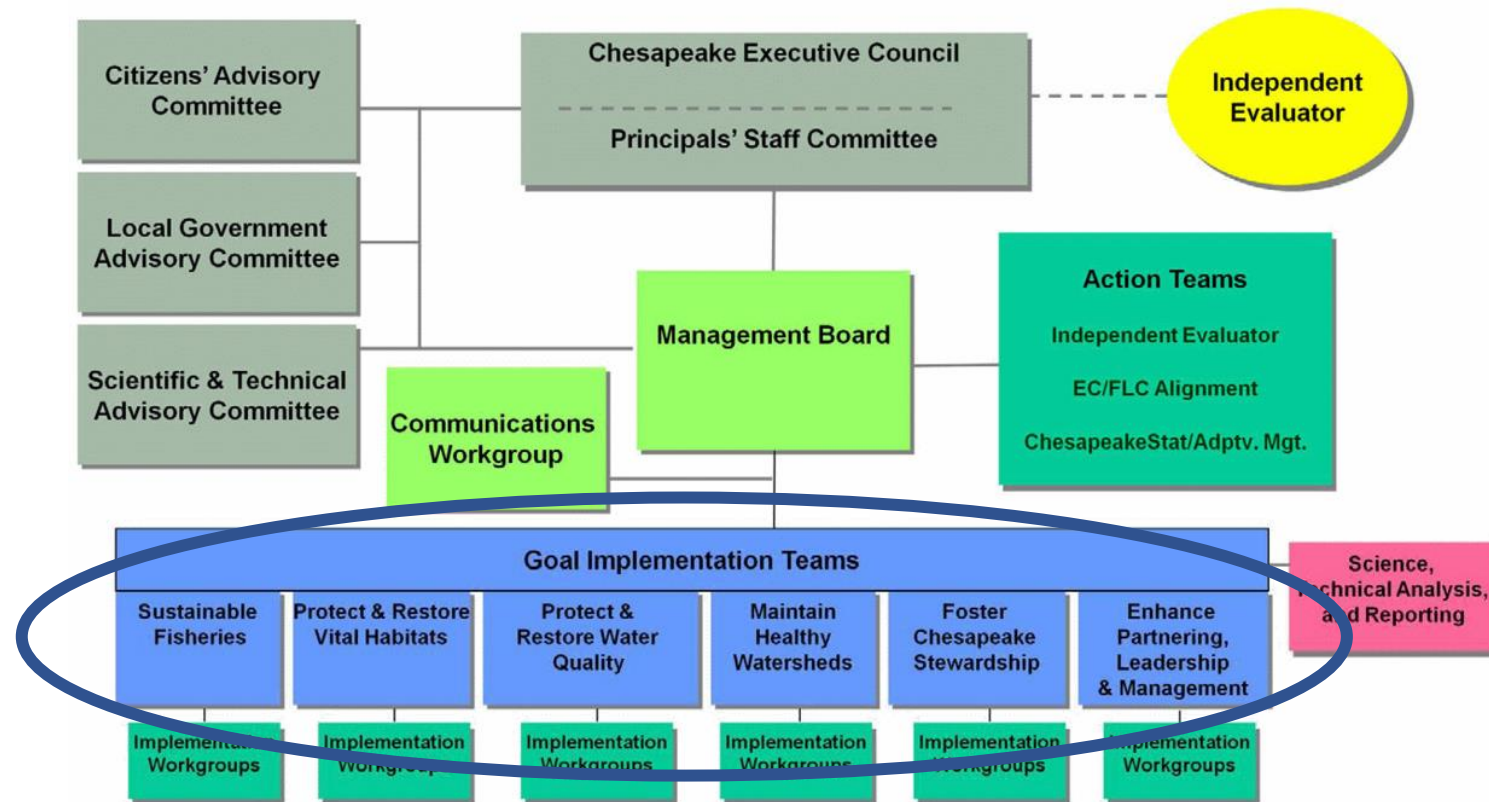 Citizens' Advisory
Committee
Chesapeake Executive Council
Principals' Staff Committee
Independent
Evaluator
Local Government
Advisory Committee
Scientific & Technical
Advisory Committee
Management Board
Communications
Workgroup
Action Teams
Independent Evaluator
EC/FLC Alignment
ChesapeakeStat/Adptv. Mgt.
Goal Implementation Teams
Science,
Technical Analysis,
and Reporting
Sustainable
Fisheries
Protect & Restore
Vital Habitats
Protect &
Restore Water
Quality
Maintain
Healthy
Watersheds
Foster
Chesapeake
Stewardship
Enhance
Partnering,
Leadership
& Management
Implementation
Workgroups
Implementation
Workgroups
Implementation
Workgroups
Implementation
Workgroups
Implementation
Workgroups
Implementation
Workgroups